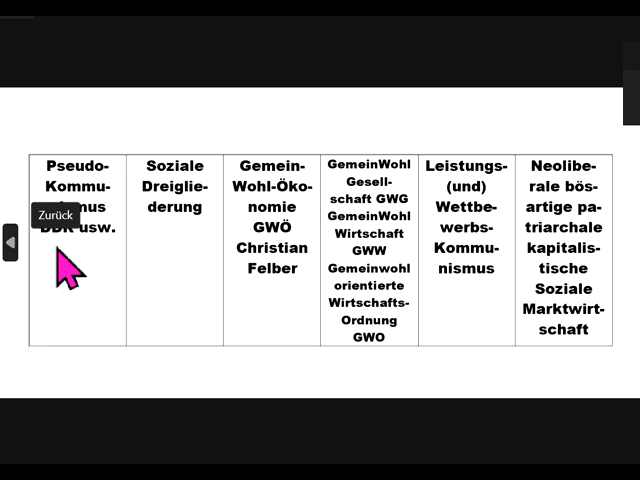 Pseudo-
Kommu-
mus
Zurück
DDR usw.
Soziale
Dreiglie-
derung
Gemein-
Wohl-Öko-
nomie
GWÖ
Christian
Felber
GemeinWohl
Gesell-
schaft GWG
GemeinWohl
Wirtschaft
GWW
Gemeinwohl
orientierte
Wirtschafts-
Ordnung
GWO
Leistungs-
(und)
Wettbe-
werbs-
Kommu-
nismus
Neolibe-
rale bös-
artige pa-
triarchale
kapitalis-
tische
Soziale
Marktwirt-
schaft